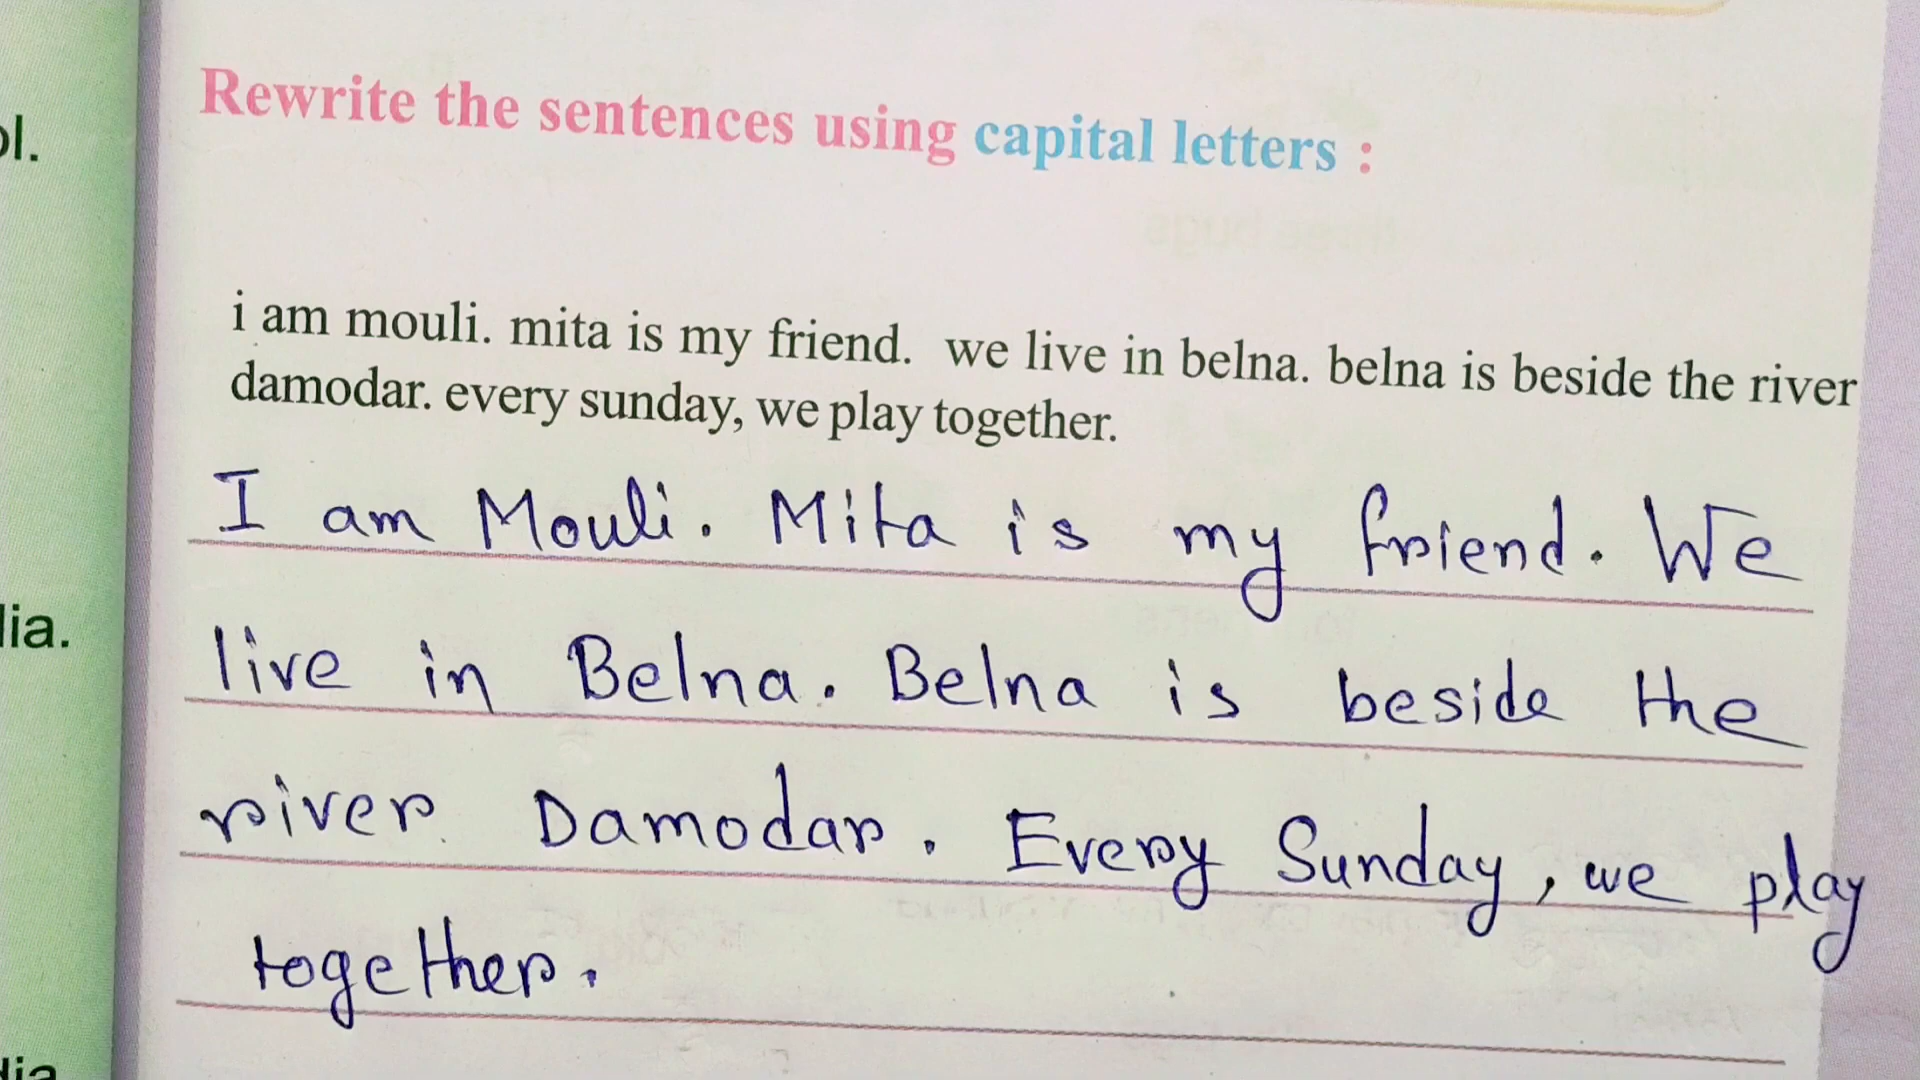 ol.
lia.
dia
Rewrite the sentences using capital letters :
i am mouli. mita is my friend. we live in belna. belna is beside the river
damodar. every sunday, we play together.
I am Mouli. Mita is my friend. We
live in Belna. Belna is beside the
river Damodar. Every Sunday, we play
together.